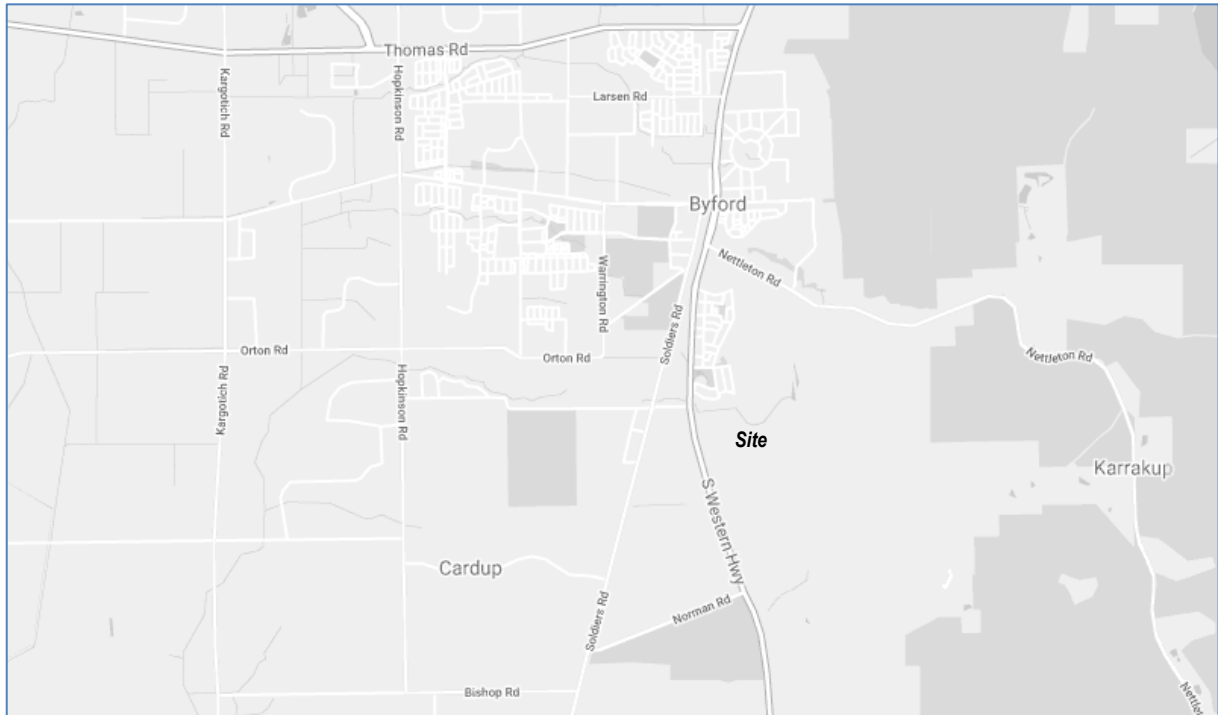 Thomas Rd
Kargotich Rd
Hopkinson Rd
Larsen Rd
Byford
Nettleton Rd
Warrington Rd
Soldiers Rd
Orton Rd
Orton Rd
Nettleton Rd
Kargotich Rd
Hopkinson Rd
Site
Karrakup
S Western Hwy
Cardup
Soldiers Rd
Norman Rd
Bishop Rd